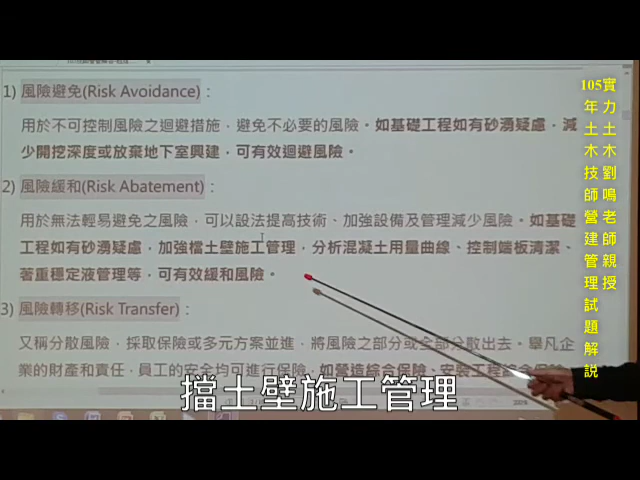 1) 風險避免(Risk Avoidance)：
用於不可控制風險之迴避措施，避免不必要的風險。如基礎工程如有砂湧疑慮，減
少開挖深度或放棄地下室興建，可有效迴避風險。
2) 風險緩和(Risk Abatement)：
用於無法輕易避免之風險，可以設法提高技術、加強設備及管理減少風險。如基礎
工程如有砂湧疑慮，加強檔土壁施工管理，分析混凝土用量曲線、控制端板清潔、
著重穩定液管理等，可有效緩和風險。
3) 風險轉移(Risk Transfer)：
又稱分散風險，採取保險或多元方案並進，將風險之部分或全部分散出去。舉凡企
業的財產和責任，員工的安全均可進行保險，如營造綜合保險、安裝工程
擋土壁施工管理
實力土木劉鳴老師親授
105年土木技師營建管理試題解說